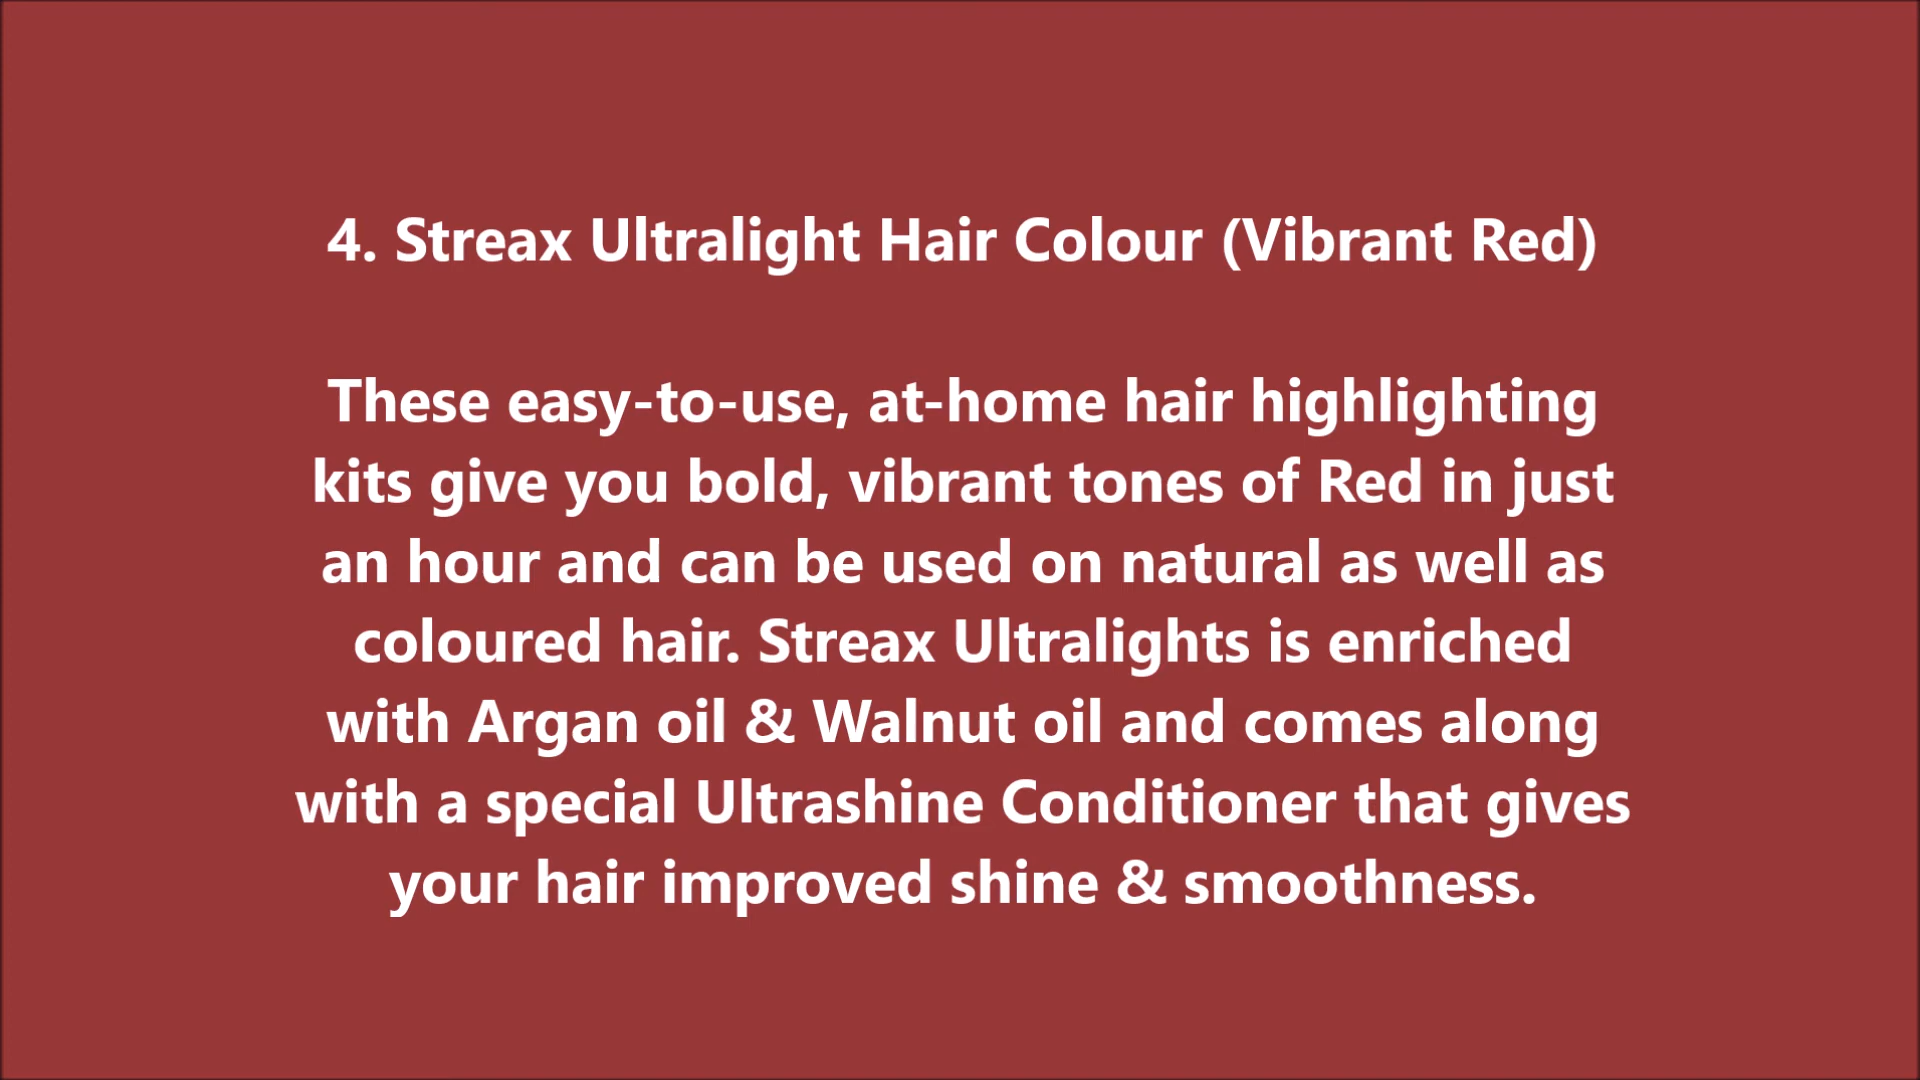 4. Streax Ultralight Hair Colour (Vibrant Red)
These easy-to-use, at-home hair highlighting
kits give you bold, vibrant tones of Red in just
an hour and can be used on natural as well as
coloured hair. Streax Ultralights is enriched
with Argan oil & Walnut oil and comes along
with a special Ultrashine Conditioner that gives
your hair improved shine & smoothness.